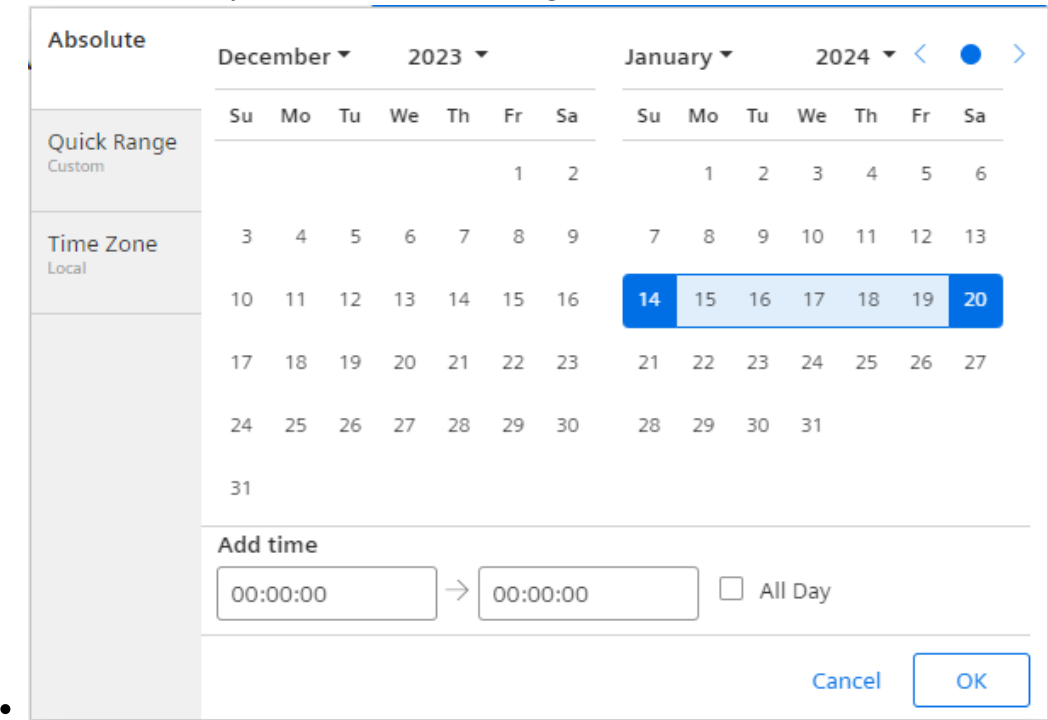 Absolute
Quick Range
Custom
Time Zone
Local
December 2023
Su Mo Tu We Th Fr Sa
1 2
3 4 5 6 7 8 9
10 11 12 13 14 15 16
17 18 19 20 21 22 23
24 25 26 27 28 29 30
31
January 2024
Su Mo Tu We Th Fr Sa
1 2 3 4 5 6
7 8 9 10 11 12 13
14 15 16 17 18 19 20
21 22 23 24 25 26 27
28 29 30 31
Add time
00:00:00 → 00:00:00 All Day
Cancel OK